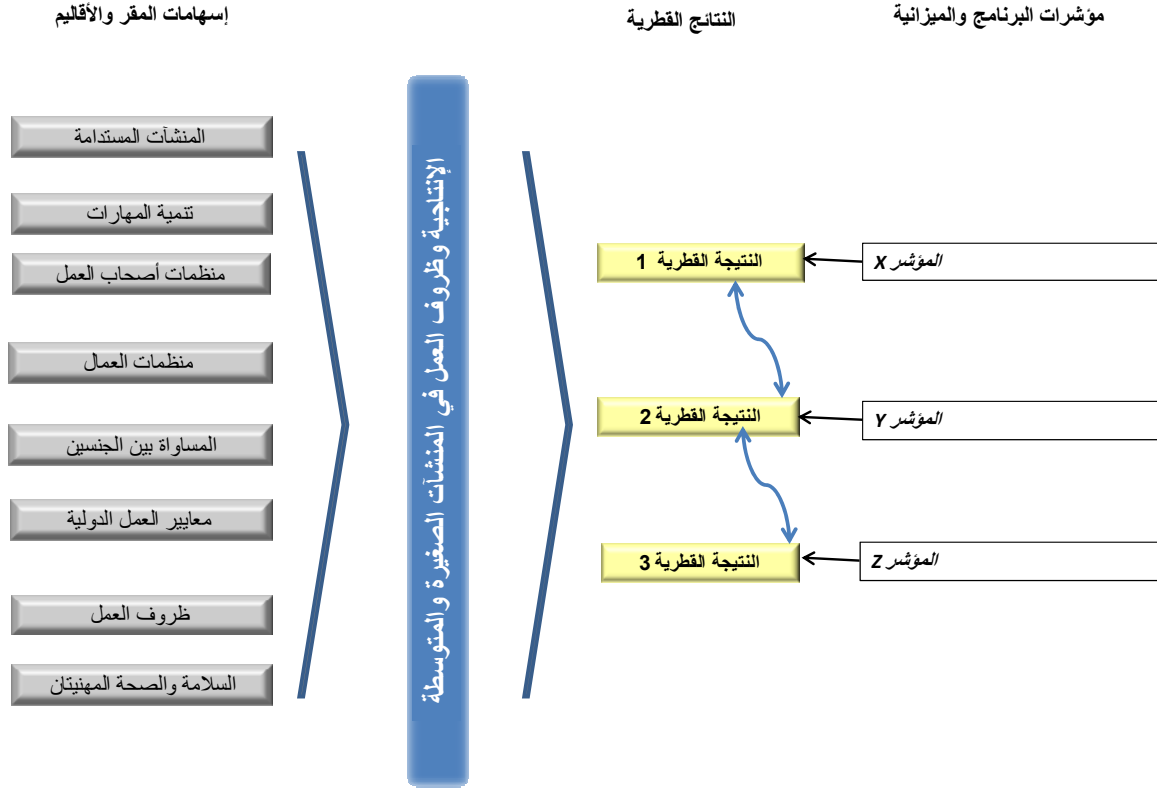 إسهامات المقر والأقاليم
النتائج القطرية
مؤشرات البرنامج والميزانية
المنشآت المستدامة
تنمية المهارات
منظمات أصحاب العمل
منظمات العمال
المساواة بين الجنسين
معايير العمل الدولية
ظروف العمل
السلامة والصحة المهنيتان
الإنتاجية وظروف العمل في المنشآت الصغيرة والمتوسطة
النتيجة القطرية 1
النتيجة القطرية 2
النتيجة القطرية 3
المؤشر X
المؤشر Y
المؤشر Z